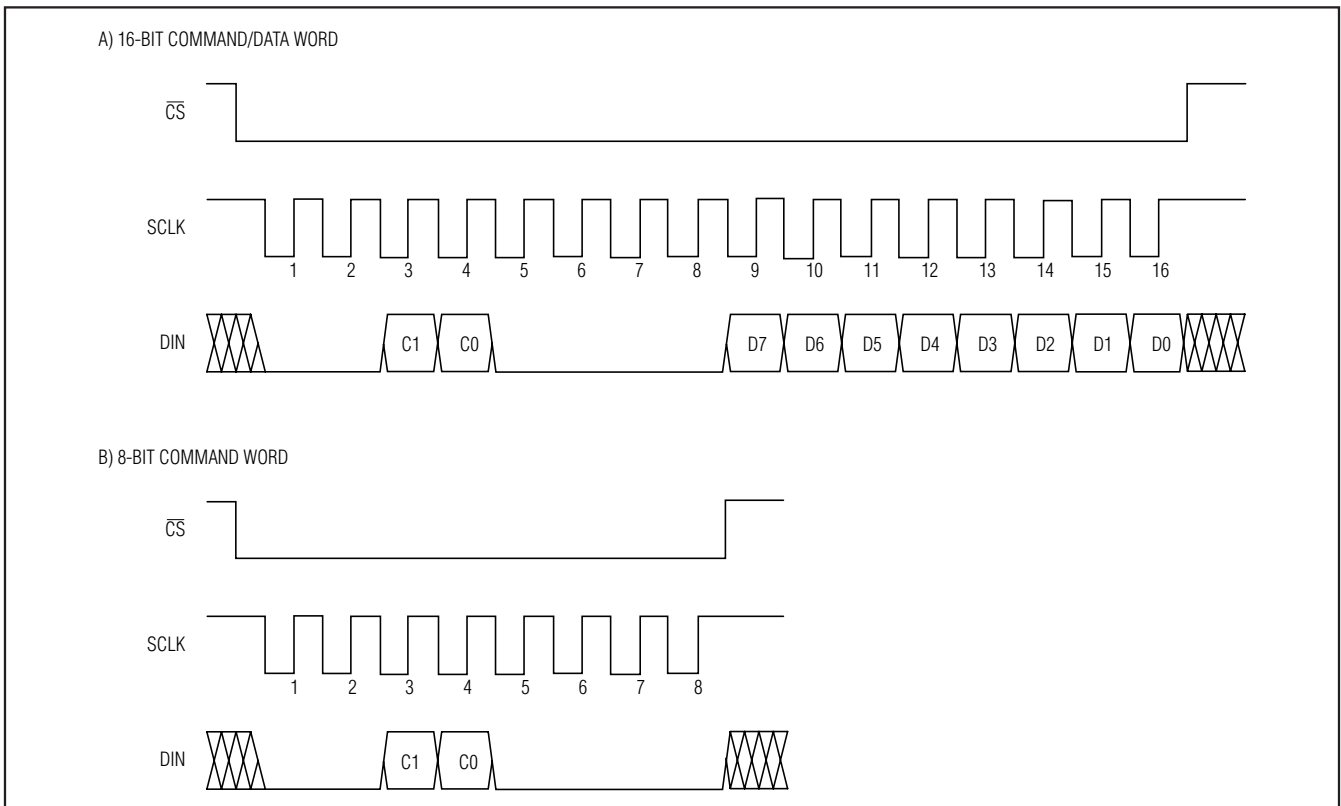 A) 16-BIT COMMAND/DATA WORD
C̅S̅
SCLK
1 2 3 4 5 6 7 8 9 10 11 12 13 14 15 16
DIN C1 C0 D7 D6 D5 D4 D3 D2 D1 D0
B) 8-BIT COMMAND WORD
C̅S̅
SCLK
1 2 3 4 5 6 7 8
DIN C1 C0